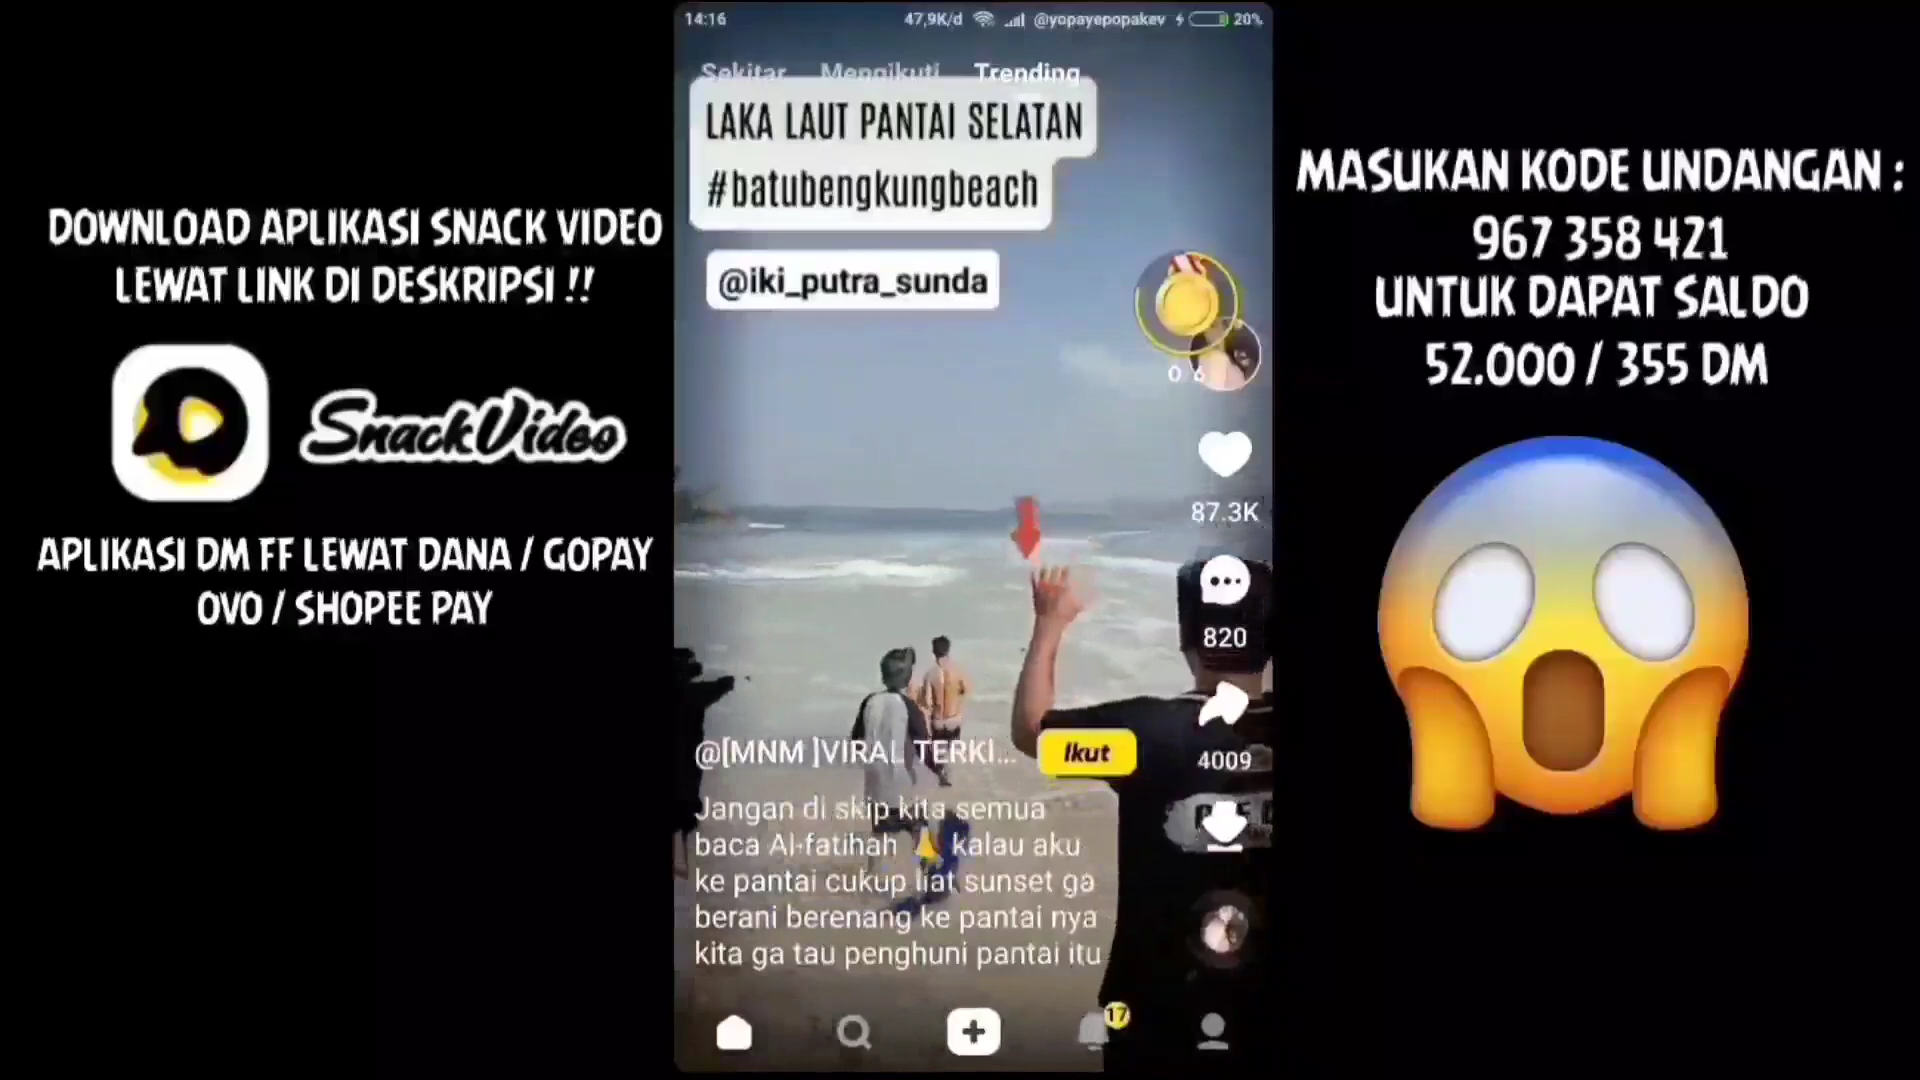 DOWNLOAD APLIKASI SNACK VIDEO
LEWAT LINK DI DESKRIPSI !!
SnackVideo
APLIKASI DM FF LEWAT DANA / GOPAY
OVO / SHOPEE PAY
14:16
47,9K/d
@yopayepopakev
20%
Sekitar
Mengikuti
Trending
LAKA LAUT PANTAI SELATAN
#batubengkungbeach
@iki_putra_sunda
87.3K
820
4009
@[MNM ]VIRAL TERKI...
Ikut
Jangan di skip kita semua
baca Al-fatihah 🙏 kalau aku
ke pantai cukup liat sunset ga
berani berenang ke pantai nya
kita ga tau penghuni pantai itu
17
MASUKAN KODE UNDANGAN :
967 358 421
UNTUK DAPAT SALDO
52.000 / 355 DM